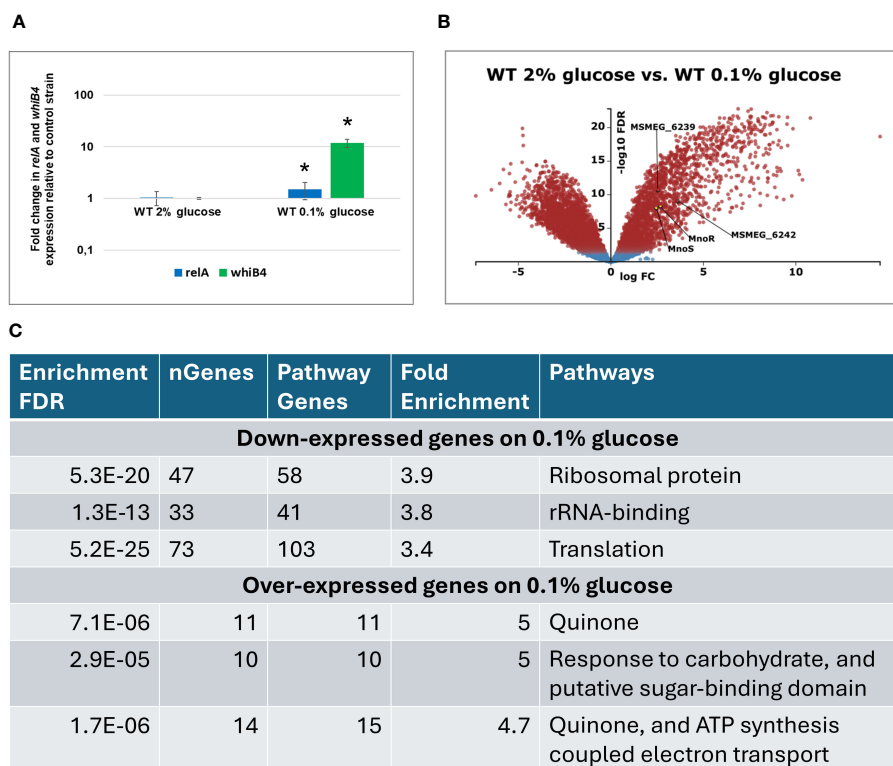 A
Fold change in relA and whiB4
expression relative to control strain
100
10
1
0,1
*
*
WT 2% glucose
WT 0.1% glucose
relA
whiB4
B
WT 2% glucose vs. WT 0.1% glucose
-log10 FDR
20
15
10
5
MSMEG_6239
MnoR
MnoS
MSMEG_6242
-5
0
5
10
log FC
C
Enrichment FDR nGenes Pathway Genes Fold Enrichment Pathways
Down-expressed genes on 0.1% glucose
5.3E-20 47 58 3.9 Ribosomal protein
1.3E-13 33 41 3.8 rRNA-binding
5.2E-25 73 103 3.4 Translation
Over-expressed genes on 0.1% glucose
7.1E-06 11 11 5 Quinone
2.9E-05 10 10 5 Response to carbohydrate, and
putative sugar-binding domain
1.7E-06 14 15 4.7 Quinone, and ATP synthesis
coupled electron transport